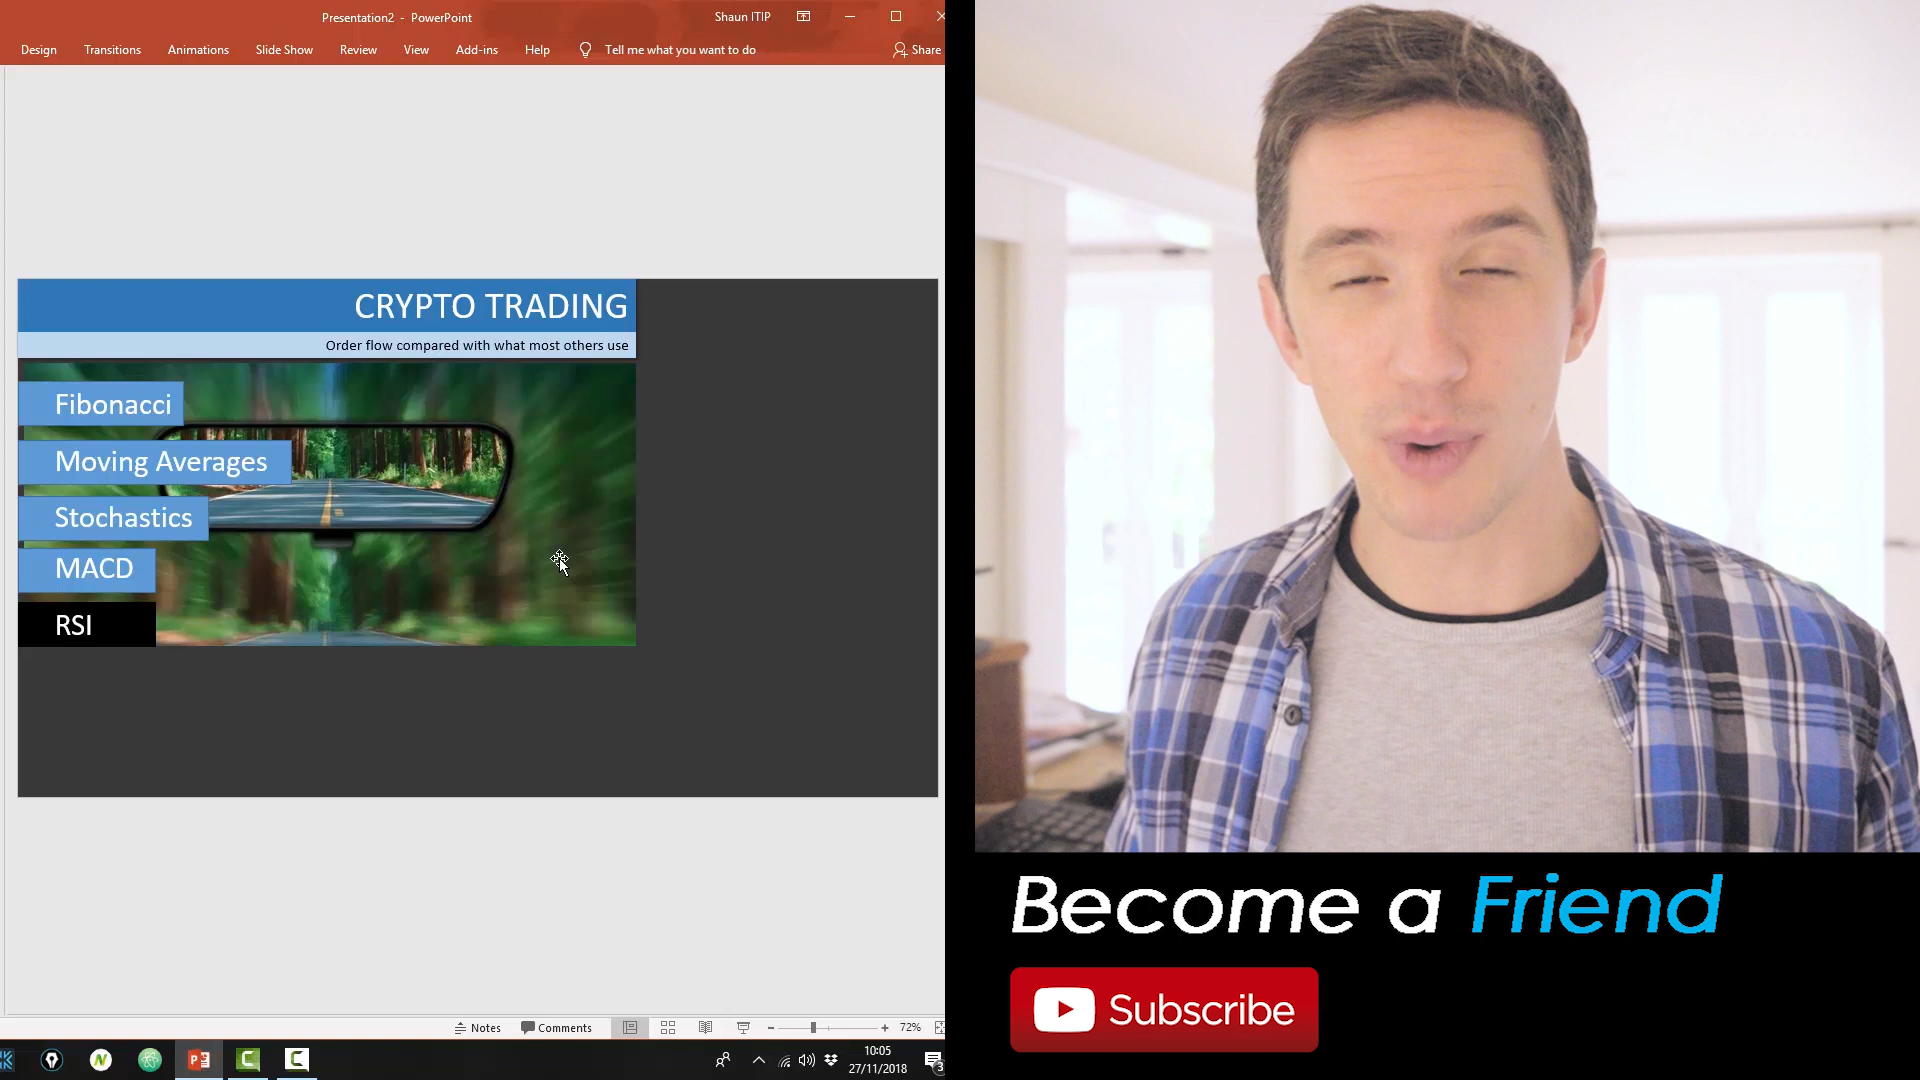 Presentation2 - PowerPoint
Shaun ITIP
Design Transitions Animations Slide Show Review View Add-ins Help Tell me what you want to do Share
CRYPTO TRADING
Order flow compared with what most others use
Fibonacci
Moving Averages
Stochastics
MACD
RSI
Become a Friend
Subscribe
Notes Comments 72%
10:05
27/11/2018
3